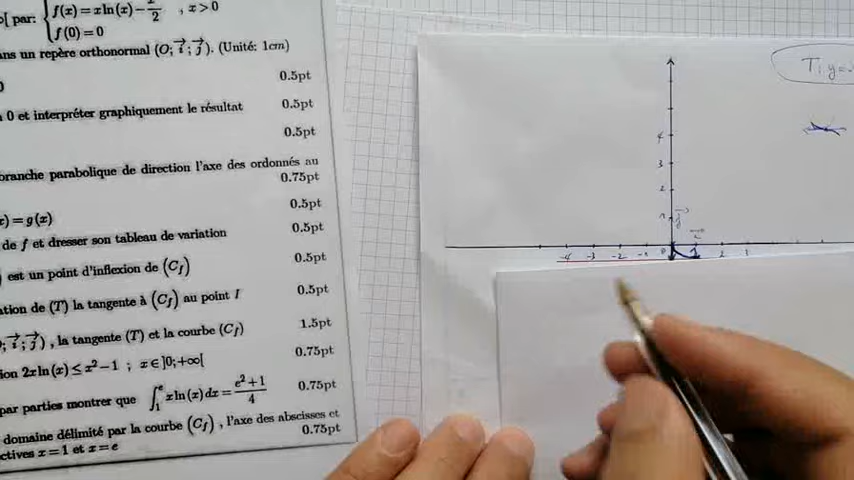 [ par: { f(x) = x ln(x) − /2 , x > 0
f(0) = 0
ans un repère orthonormal (O; i⃗; j⃗). (Unité: 1cm)
0
0.5pt
0 et interpréter graphiquement le résultat 0.5pt
0.5pt
branche parabolique de direction l'axe des ordonnés au
0.75pt
0.5pt
x) = g(x)
de f et dresser son tableau de variation 0.5pt
) est un point d'inflexion de (Cf) 0.5pt
ation de (T) la tangente à (Cf) au point I 0.5pt
; i⃗; j⃗), la tangente (T) et la courbe (Cf) 1.5pt
ion 2x ln(x) ≤ x² − 1 ; x ∈ ]0; +∞[ 0.75pt
par parties montrer que ∫₁ᵉ x ln(x) dx = (e² + 1)/4 0.75pt
domaine délimité par la courbe (Cf), l'axe des abscisses et
ctives x = 1 et x = e 0.75pt
T: y =
4
3
2
1 j⃗
i⃗
-4 -3 -2 -1 0 1 2 3